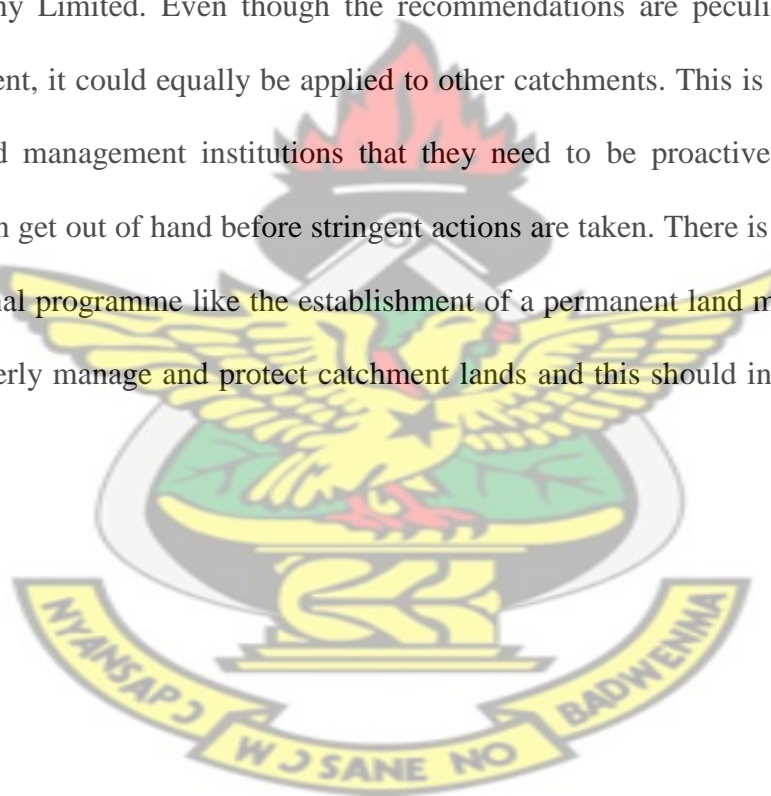 ny Limited. Even though the recommendations are peculi
ent, it could equally be applied to other catchments. This is
d management institutions that they need to be proactive
n get out of hand before stringent actions are taken. There is
nal programme like the establishment of a permanent land m
erly manage and protect catchment lands and this should in
NYANSAPƆ
WƆSANE NO
BADWENMA